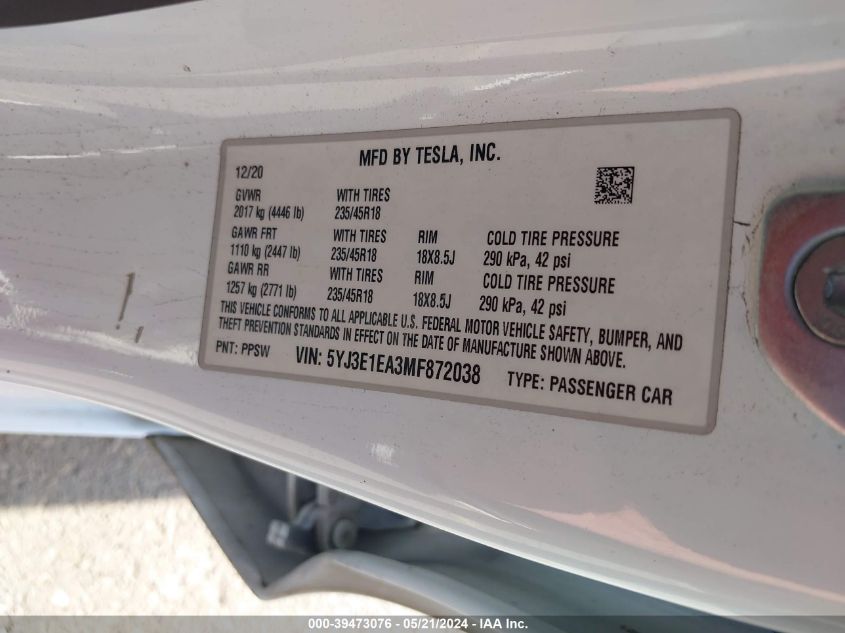 MFD BY TESLA, INC.
12/20
GVWR WITH TIRES
2017 kg (4446 lb) 235/45R18
GAWR FRT WITH TIRES RIM COLD TIRE PRESSURE
1110 kg (2447 lb) 235/45R18 18X8.5J 290 kPa, 42 psi
GAWR RR WITH TIRES RIM COLD TIRE PRESSURE
1257 kg (2771 lb) 235/45R18 18X8.5J 290 kPa, 42 psi
THIS VEHICLE CONFORMS TO ALL APPLICABLE U.S. FEDERAL MOTOR VEHICLE SAFETY, BUMPER, AND
THEFT PREVENTION STANDARDS IN EFFECT ON THE DATE OF MANUFACTURE SHOWN ABOVE.
PNT: PPSW VIN: 5YJ3E1EA3MF872038 TYPE: PASSENGER CAR
000-39473076 - 05/21/2024 - IAA Inc.